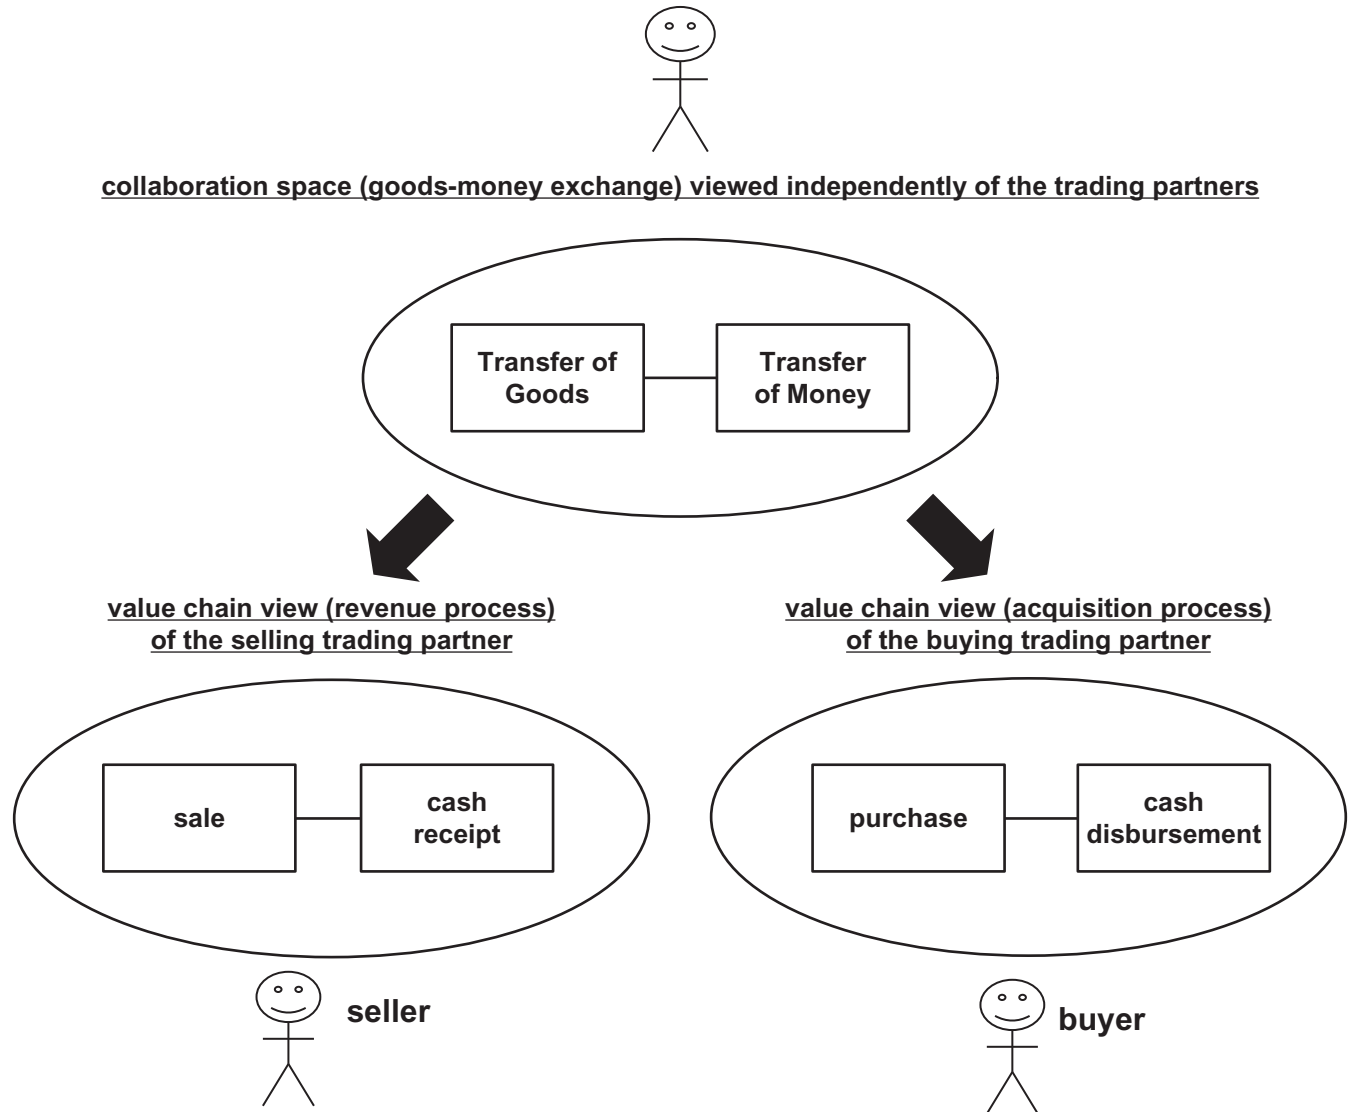 collaboration space (goods-money exchange) viewed independently of the trading partners
Transfer of
Goods
Transfer
of Money
value chain view (revenue process)
of the selling trading partner
value chain view (acquisition process)
of the buying trading partner
sale
cash
receipt
purchase
cash
disbursement
seller
buyer